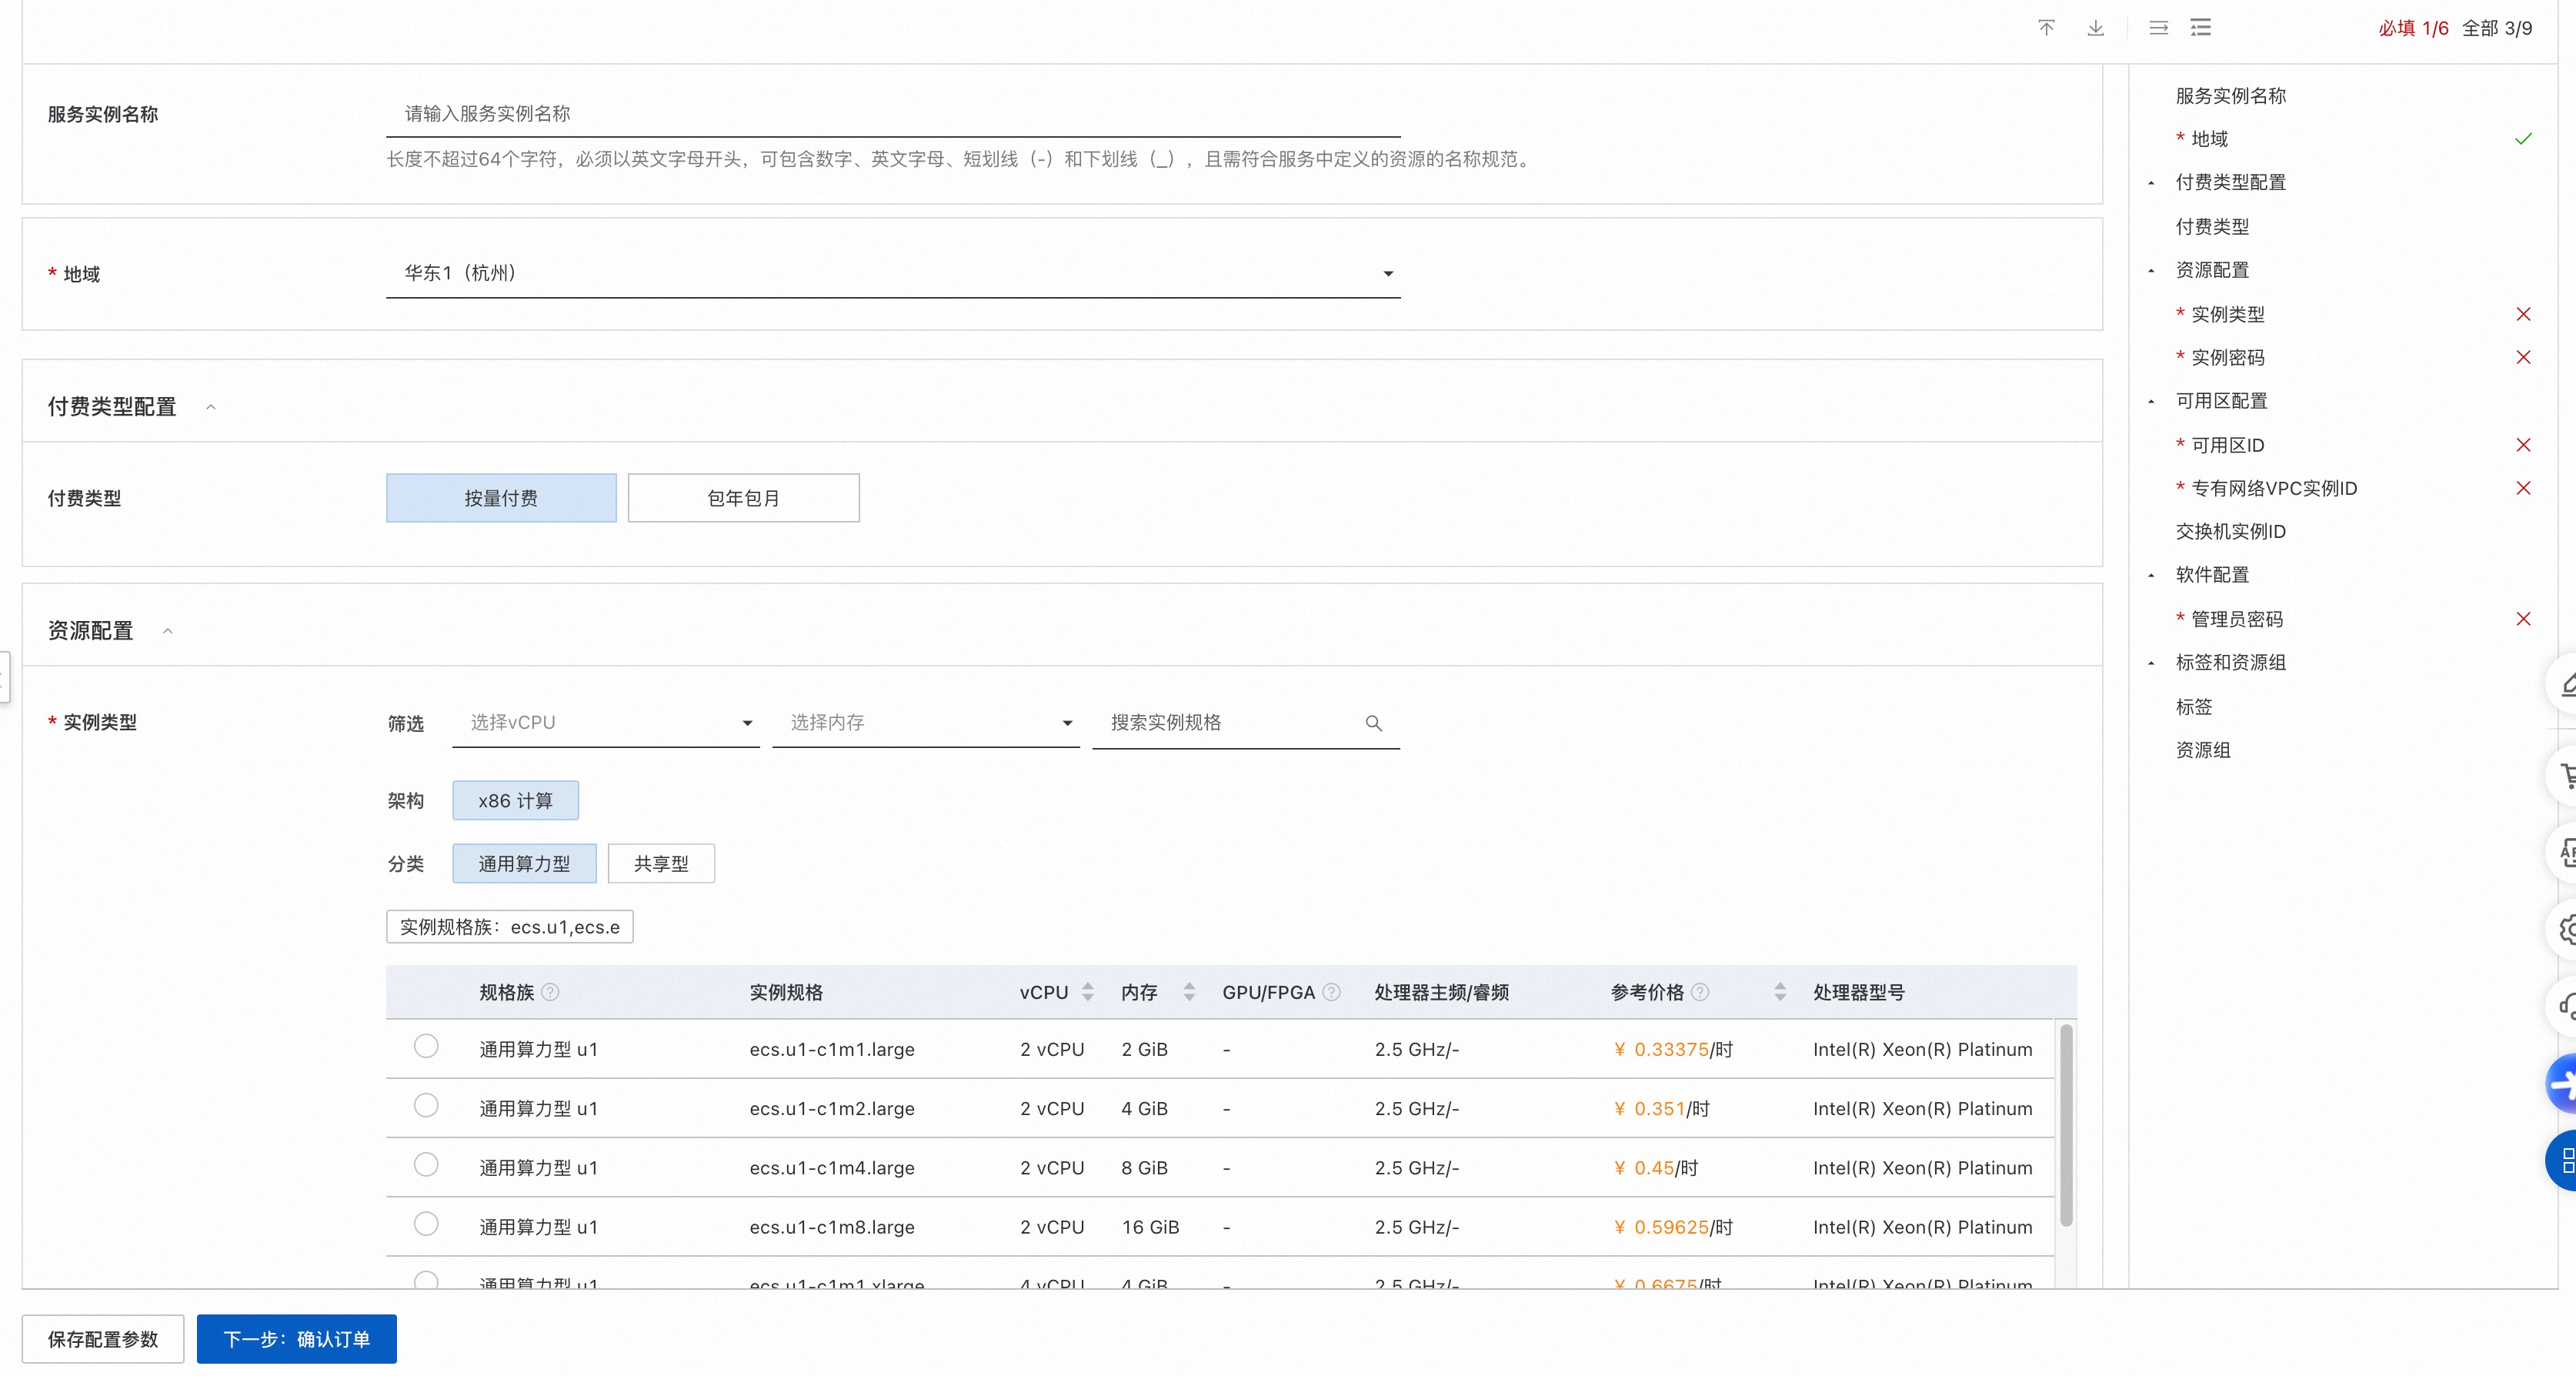 必填 1/6 全部 3/9
服务实例名称
请输入服务实例名称
长度不超过64个字符，必须以英文字母开头，可包含数字、英文字母、短划线（-）和下划线（_），且需符合服务中定义的资源的名称规范。
* 地域
华东1（杭州）
付费类型配置
付费类型
按量付费
包年包月
资源配置
* 实例类型
筛选
选择vCPU
选择内存
搜索实例规格
架构
x86 计算
分类
通用算力型
共享型
实例规格族：ecs.u1,ecs.e
规格族 实例规格 vCPU 内存 GPU/FPGA 处理器主频/睿频 参考价格 处理器型号
通用算力型 u1 ecs.u1-c1m1.large 2 vCPU 2 GiB - 2.5 GHz/- ¥ 0.33375/时 Intel(R) Xeon(R) Platinum
通用算力型 u1 ecs.u1-c1m2.large 2 vCPU 4 GiB - 2.5 GHz/- ¥ 0.351/时 Intel(R) Xeon(R) Platinum
通用算力型 u1 ecs.u1-c1m4.large 2 vCPU 8 GiB - 2.5 GHz/- ¥ 0.45/时 Intel(R) Xeon(R) Platinum
通用算力型 u1 ecs.u1-c1m8.large 2 vCPU 16 GiB - 2.5 GHz/- ¥ 0.59625/时 Intel(R) Xeon(R) Platinum
通用算力型 u1 ecs.u1-c1m1.xlarge 4 vCPU 4 GiB - 2.5 GHz/- ¥ 0.6675/时 Intel(R) Xeon(R) Platinum
服务实例名称
* 地域
付费类型配置
付费类型
资源配置
* 实例类型
* 实例密码
可用区配置
* 可用区ID
* 专有网络VPC实例ID
交换机实例ID
软件配置
* 管理员密码
标签和资源组
标签
资源组
保存配置参数
下一步：确认订单